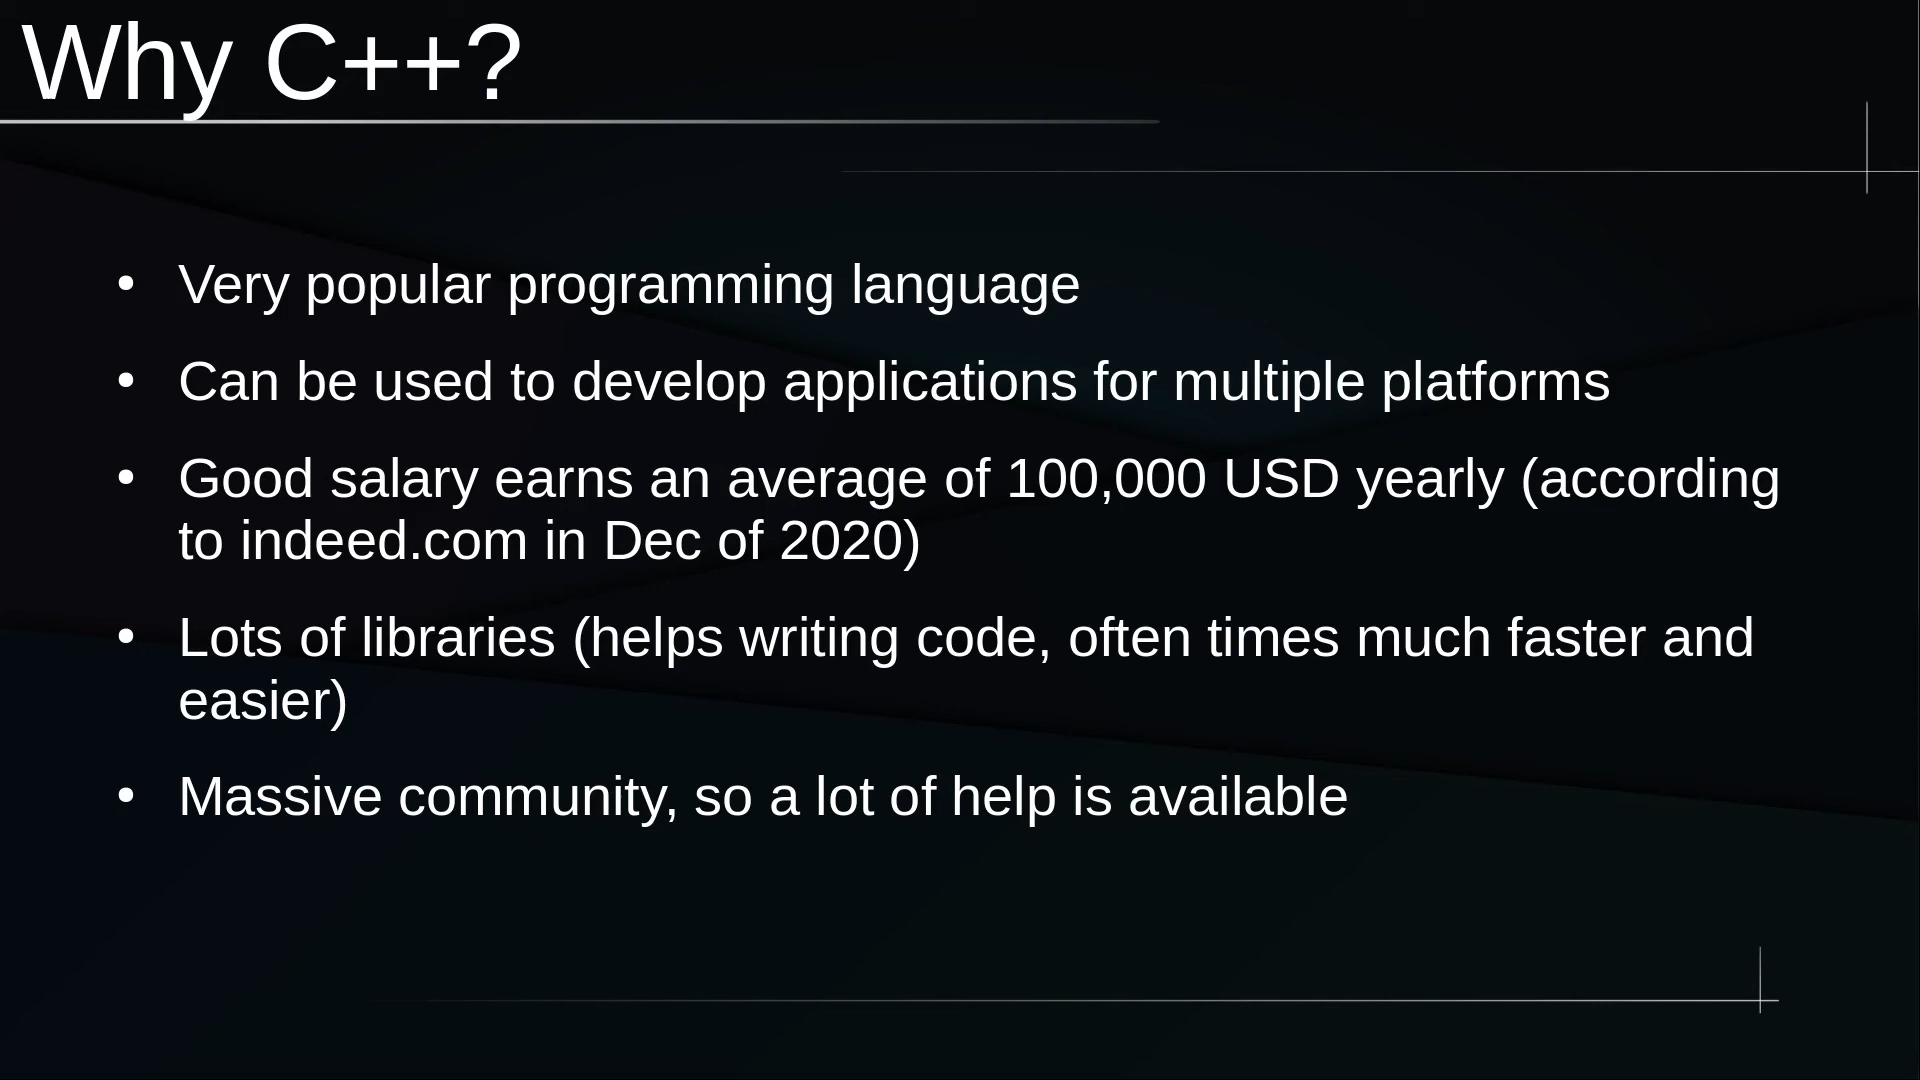 Why C++?
• Very popular programming language
• Can be used to develop applications for multiple platforms
• Good salary earns an average of 100,000 USD yearly (according
to indeed.com in Dec of 2020)
• Lots of libraries (helps writing code, often times much faster and
easier)
• Massive community, so a lot of help is available